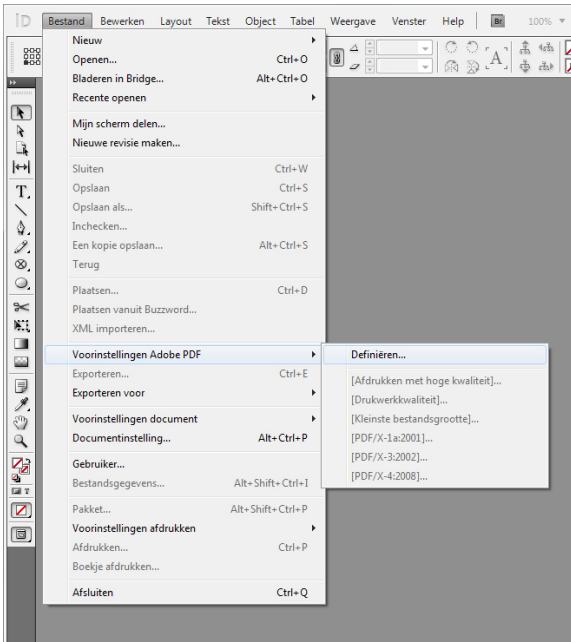 ID Bestand Bewerken Layout Tekst Object Tabel Weergave Venster Help Br 100%
Nieuw
Openen... Ctrl+O
Bladeren in Bridge... Alt+Ctrl+O
Recente openen
Mijn scherm delen...
Nieuwe revisie maken...
Sluiten Ctrl+W
Opslaan Ctrl+S
Opslaan als... Shift+Ctrl+S
Inchecken...
Een kopie opslaan... Alt+Ctrl+S
Terug
Plaatsen... Ctrl+D
Plaatsen vanuit Buzzword...
XML importeren...
Voorinstellingen Adobe PDF
Exporteren... Ctrl+E
Exporteren voor
Voorinstellingen document
Documentinstelling... Alt+Ctrl+P
Gebruiker...
Bestandsgegevens... Alt+Shift+Ctrl+I
Pakket... Alt+Shift+Ctrl+P
Voorinstellingen afdrukken
Afdrukken... Ctrl+P
Boekje afdrukken...
Afsluiten Ctrl+Q
Definiëren...
[Afdrukken met hoge kwaliteit]...
[Drukwerkkwaliteit]...
[Kleinste bestandsgrootte]...
[PDF/X-1a:2001]...
[PDF/X-3:2002]...
[PDF/X-4:2008]...